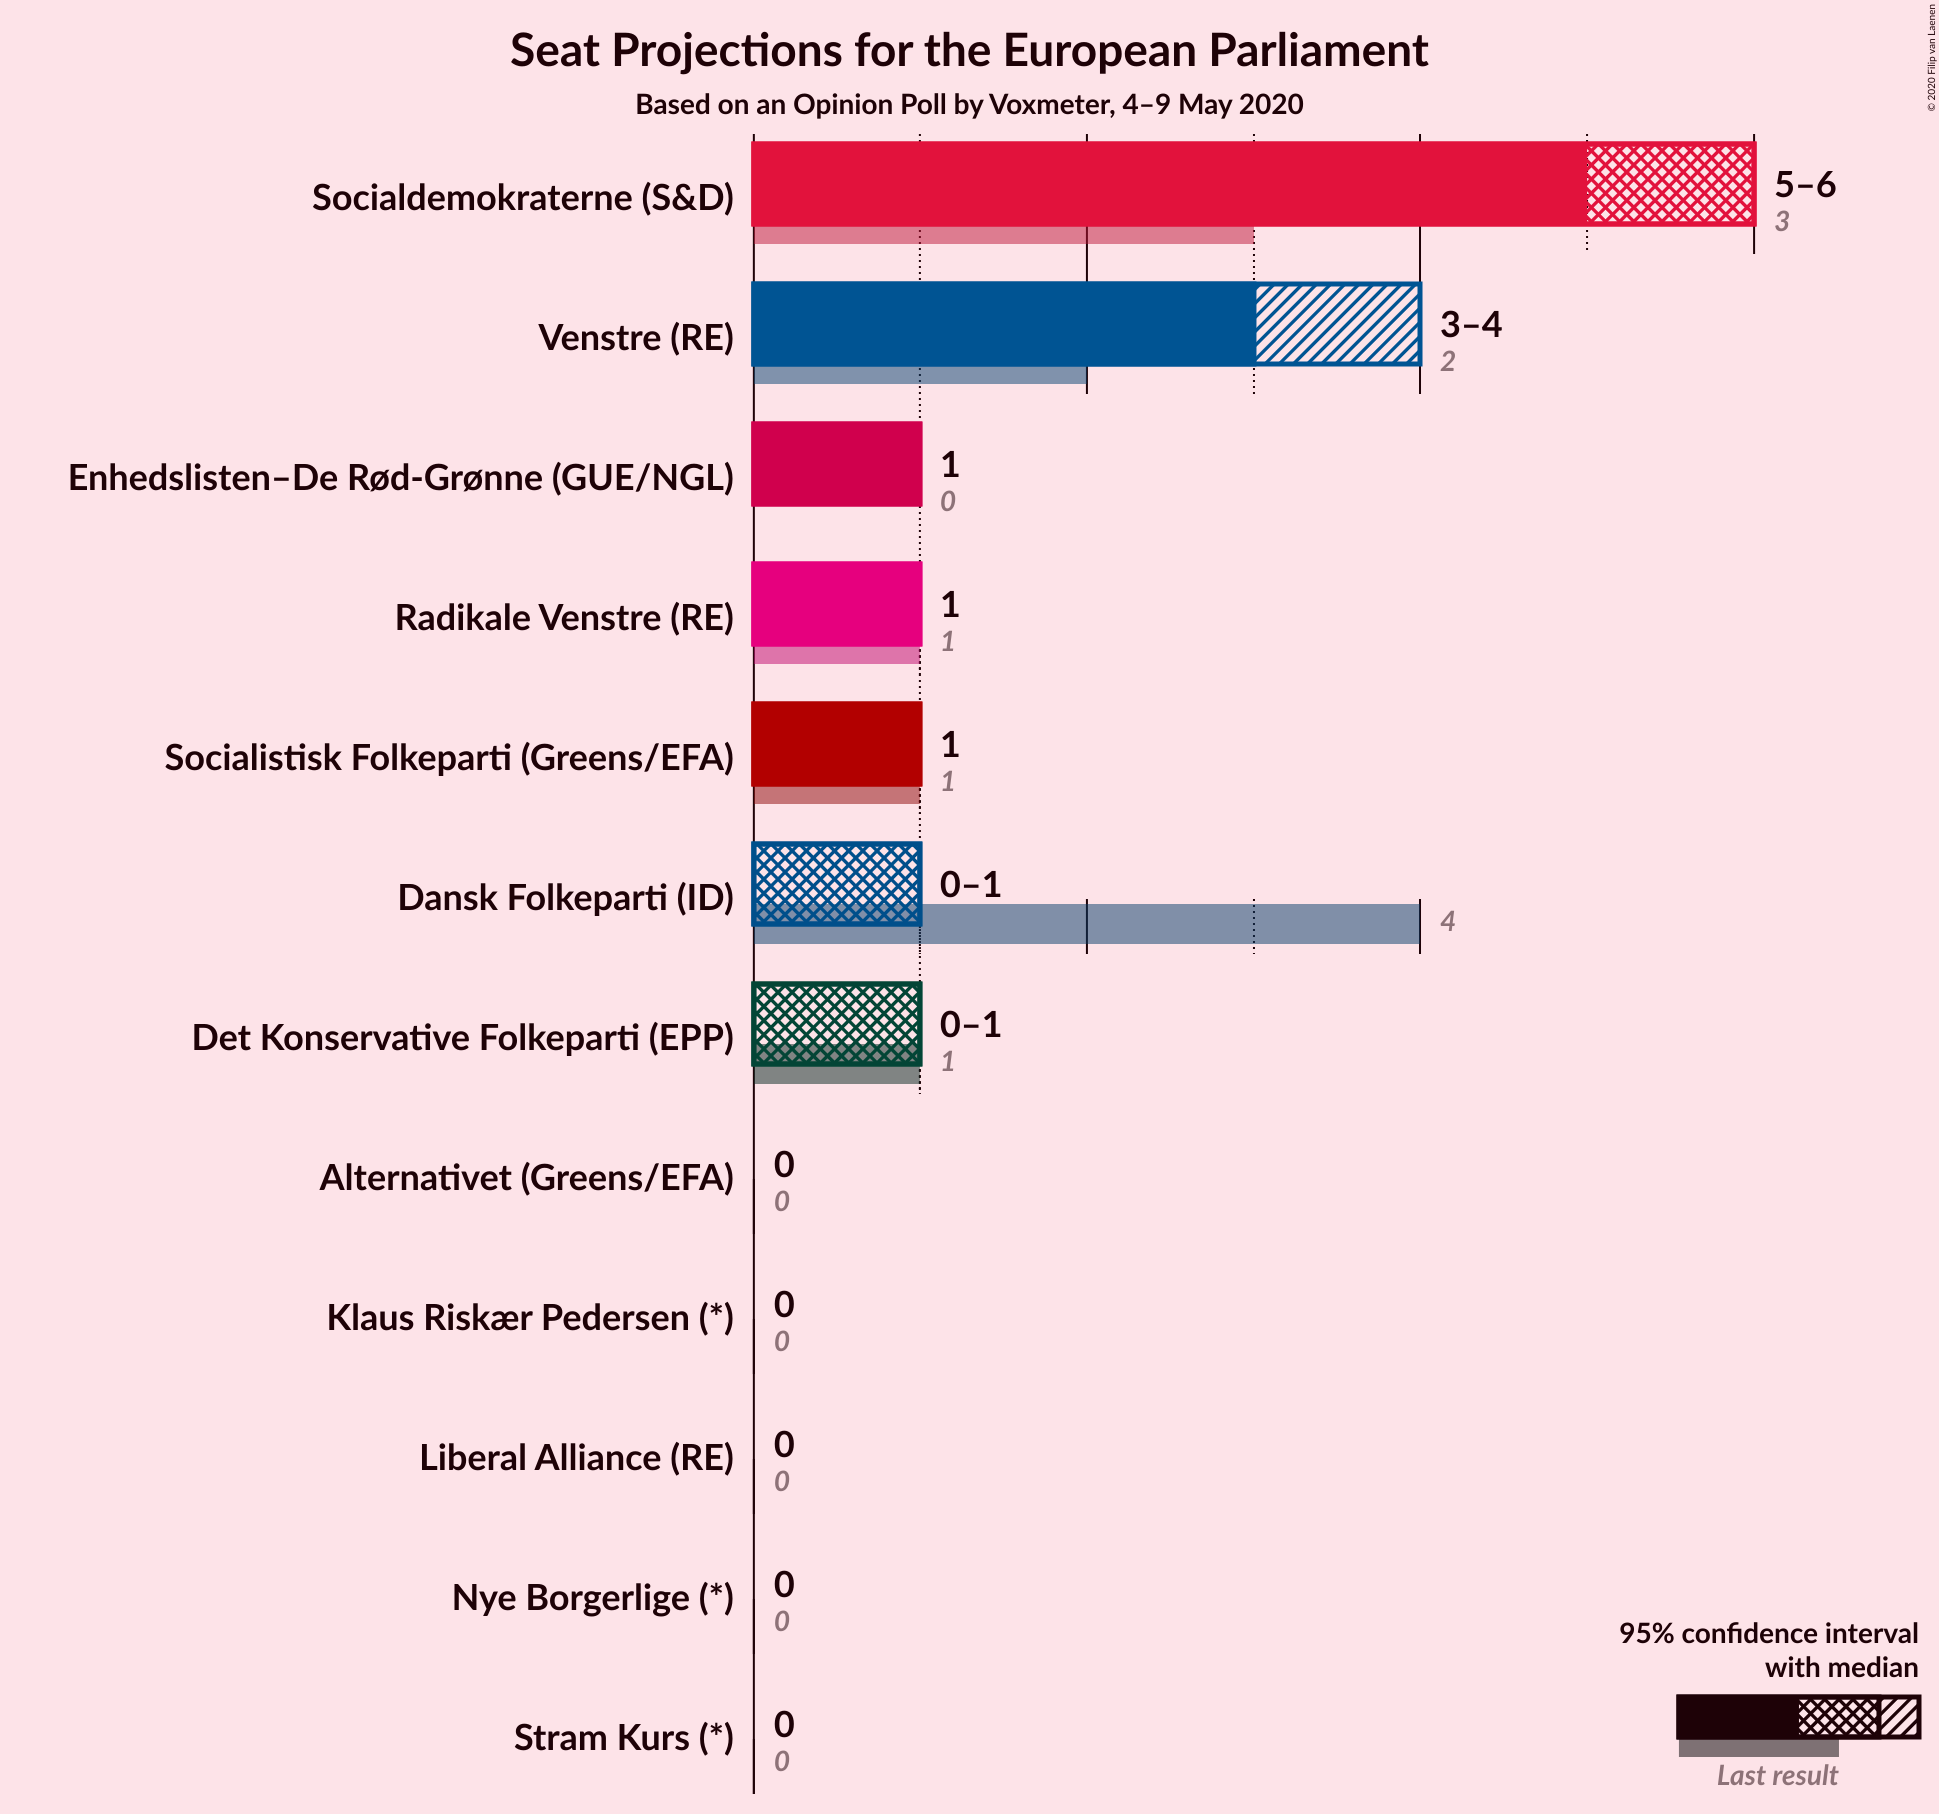 Seat Projections for the European Parliament
Based on an Opinion Poll by Voxmeter, 4–9 May 2020
© 2020 Filip van Laenen
Socialdemokraterne (S&D)
5–6
3
Venstre (RE)
3–4
2
Enhedslisten–De Rød-Grønne (GUE/NGL)
1
0
Radikale Venstre (RE)
1
1
Socialistisk Folkeparti (Greens/EFA)
1
1
Dansk Folkeparti (ID)
0–1
4
Det Konservative Folkeparti (EPP)
0–1
1
Alternativet (Greens/EFA)
0
0
Klaus Riskær Pedersen (*)
0
0
Liberal Alliance (RE)
0
0
Nye Borgerlige (*)
0
0
Stram Kurs (*)
0
0
95% confidence interval
with median
Last result